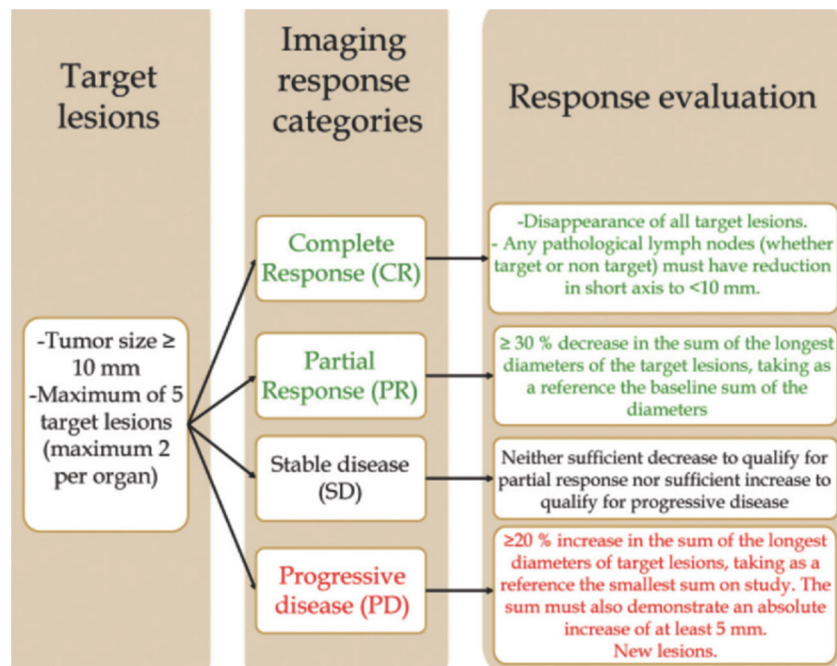 Target
lesions
Imaging
response
categories
Response evaluation
-Tumor size ≥
10 mm
-Maximum of 5
target lesions
(maximum 2
per organ)
Complete
Response (CR)
-Disappearance of all target lesions.
- Any pathological lymph nodes (whether
target or non target) must have reduction
in short axis to <10 mm.
Partial
Response (PR)
≥ 30 % decrease in the sum of the longest
diameters of the target lesions, taking as
a reference the baseline sum of the
diameters
Stable disease
(SD)
Neither sufficient decrease to qualify for
partial response nor sufficient increase to
qualify for progressive disease
Progressive
disease (PD)
≥20 % increase in the sum of the longest
diameters of target lesions, taking as a
reference the smallest sum on study. The
sum must also demonstrate an absolute
increase of at least 5 mm.
New lesions.